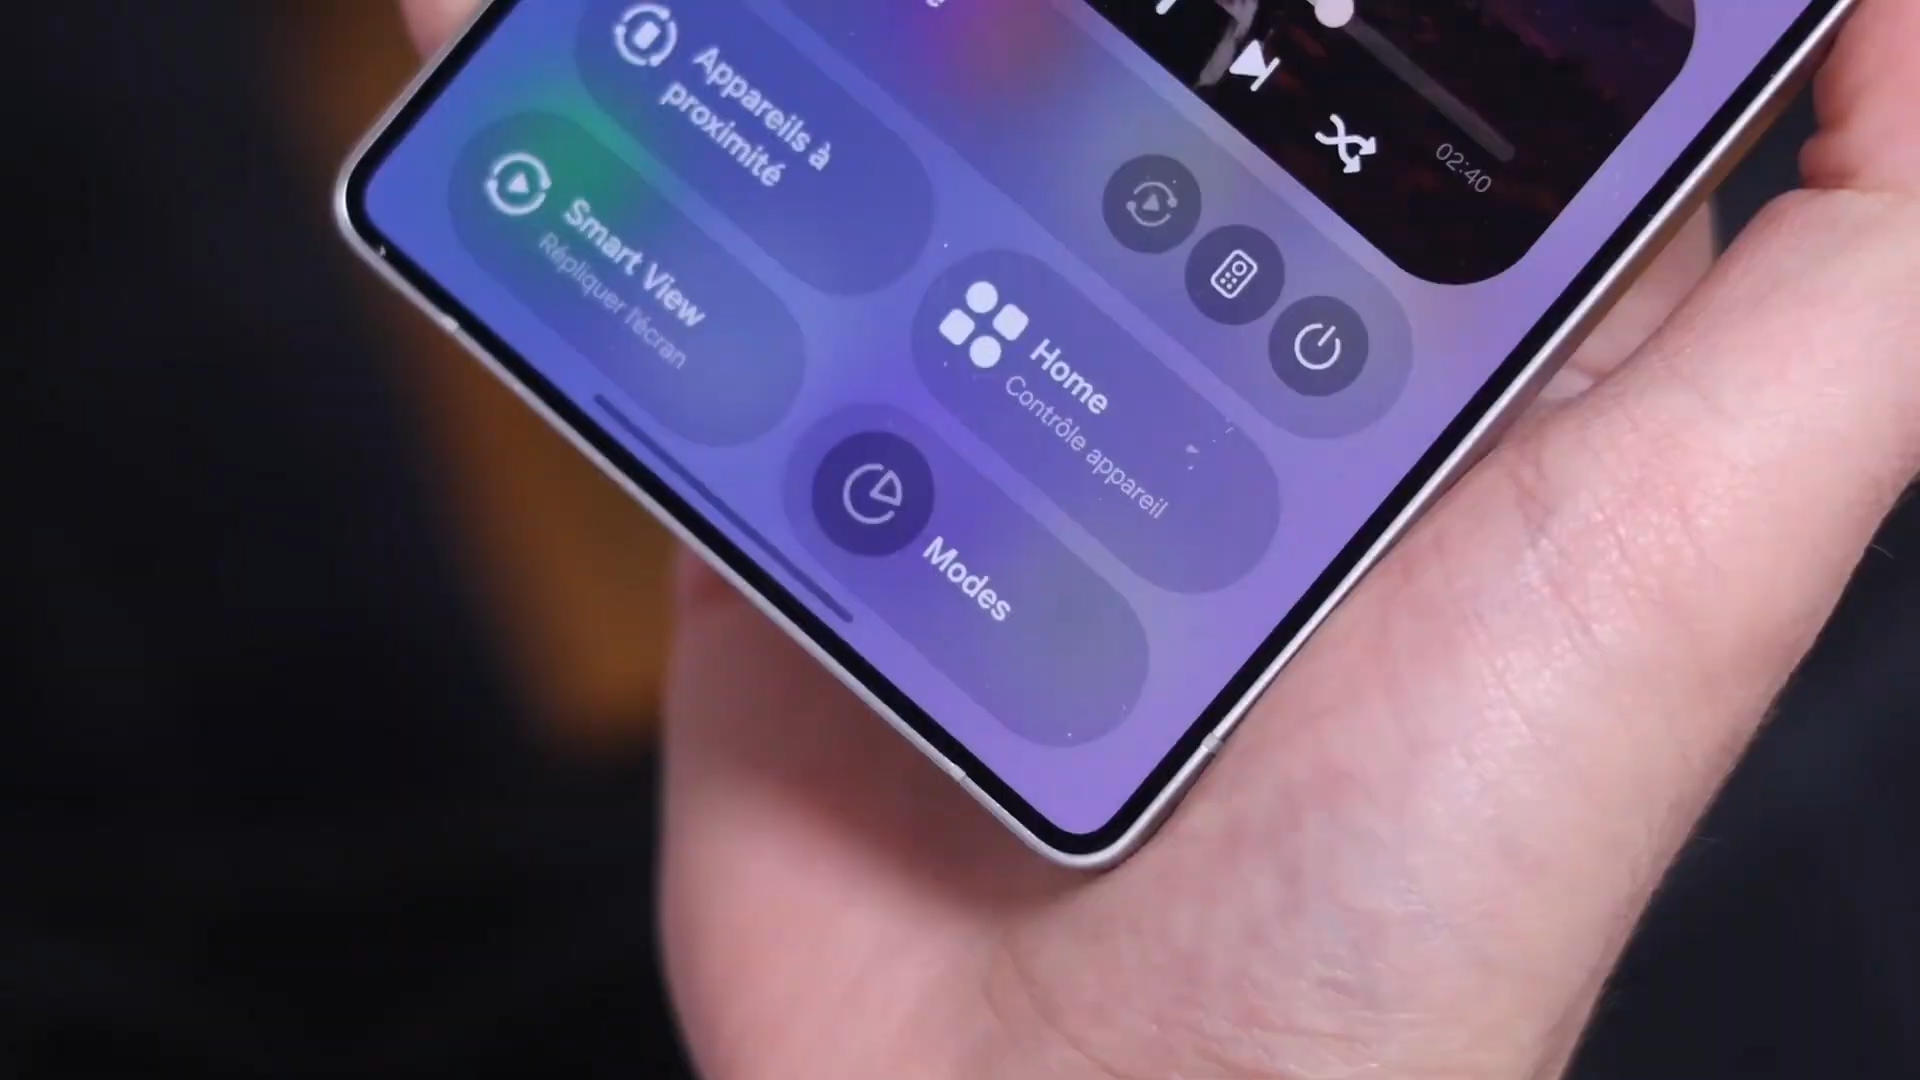 02:40
Appareils à
proximité
Smart View
Répliquer l'écran
Home
Contrôle appareil
Modes